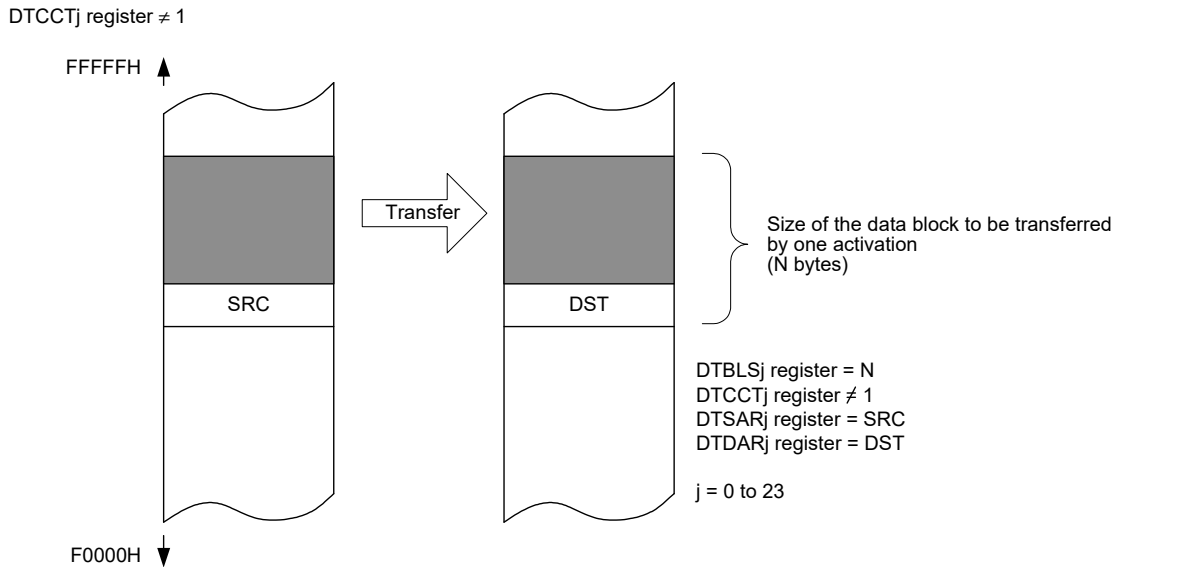 DTCCTj register ≠ 1
FFFFFH
Transfer
Size of the data block to be transferred
by one activation
(N bytes)
SRC
DST
DTBLSj register = N
DTCCTj register ≠ 1
DTSARj register = SRC
DTDARj register = DST
j = 0 to 23
F0000H